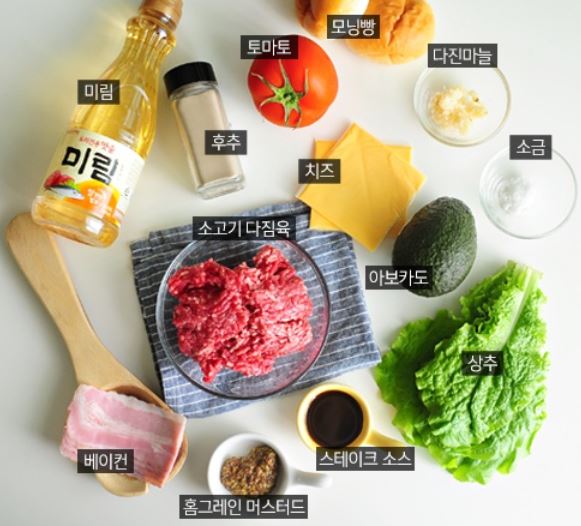 모닝빵
토마토
다진마늘
미림
미림
후추
소금
치즈
소고기 다짐육
아보카도
상추
베이컨
스테이크 소스
홈그레인 머스터드